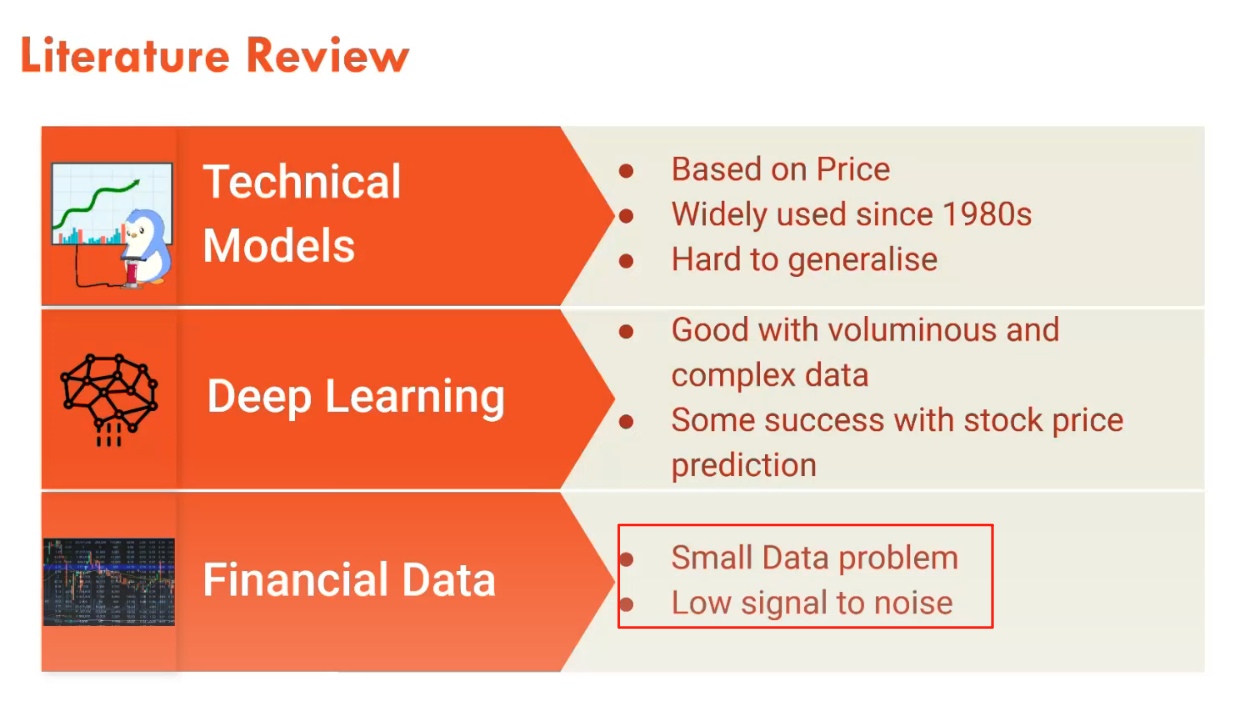 Literature Review
Technical
Models
● Based on Price
● Widely used since 1980s
● Hard to generalise
Deep Learning
● Good with voluminous and
complex data
● Some success with stock price
prediction
Financial Data
● Small Data problem
● Low signal to noise